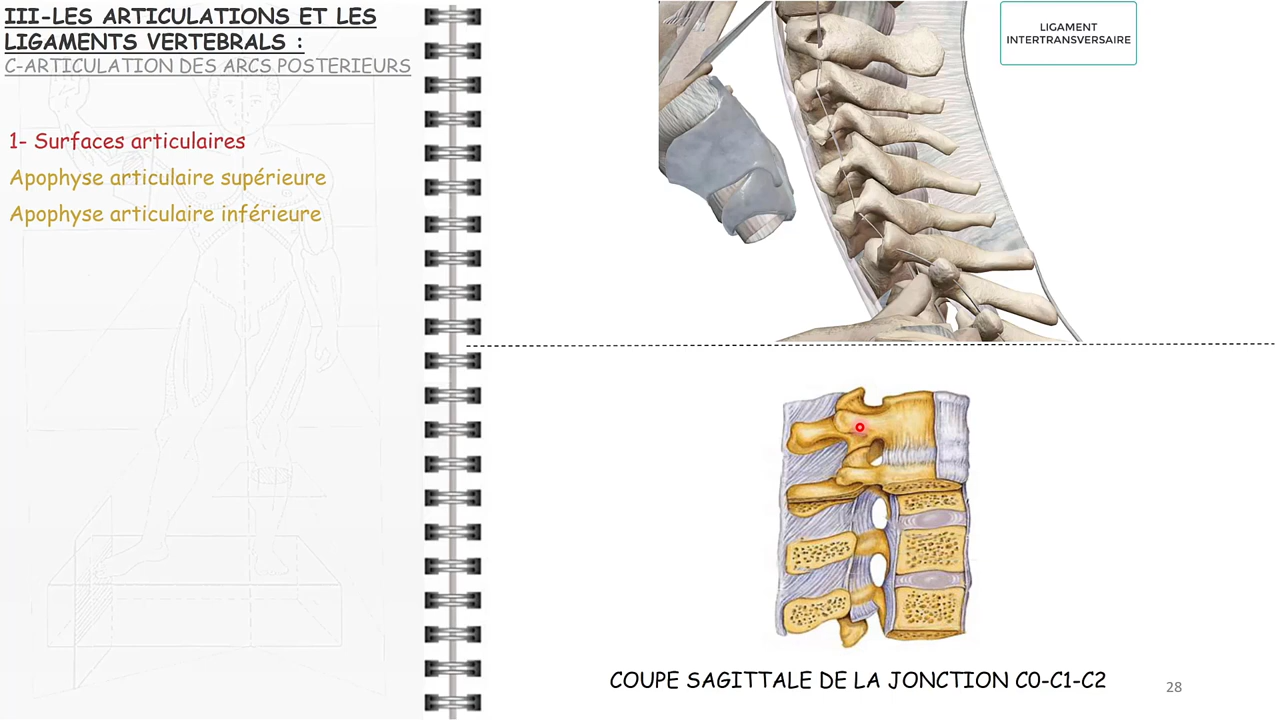 III-LES ARTICULATIONS ET LES
LIGAMENTS VERTEBRALS :
C-ARTICULATION DES ARCS POSTERIEURS
1- Surfaces articulaires
Apophyse articulaire supérieure
Apophyse articulaire inférieure
LIGAMENT
INTERTRANSVERSAIRE
COUPE SAGITTALE DE LA JONCTION C0-C1-C2
28